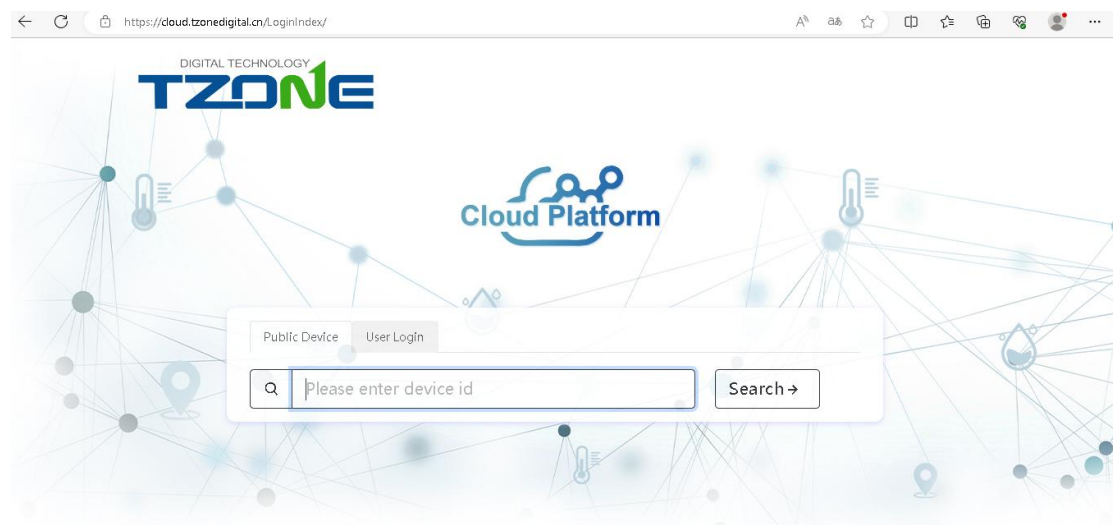 https://cloud.tzonedigital.cn/LoginIndex/
DIGITAL TECHNOLOGY
TZONE
Cloud Platform
Public Device
User Login
Please enter device id
Search→